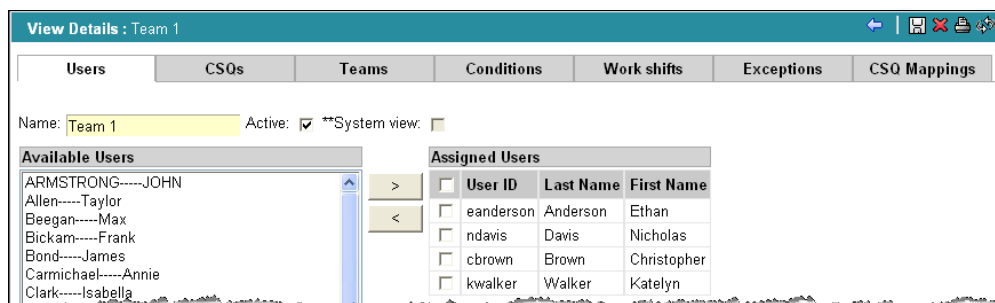 View Details : Team 1
Users CSQs Teams Conditions Work shifts Exceptions CSQ Mappings
Name: Team 1 Active: **System view:
Available Users
ARMSTRONG-----JOHN
Allen-----Taylor
Beegan-----Max
Bickam-----Frank
Bond-----James
Carmichael-----Annie
Clark-----Isabella
>
<
Assigned Users
User ID Last Name First Name
eanderson Anderson Ethan
ndavis Davis Nicholas
cbrown Brown Christopher
kwalker Walker Katelyn